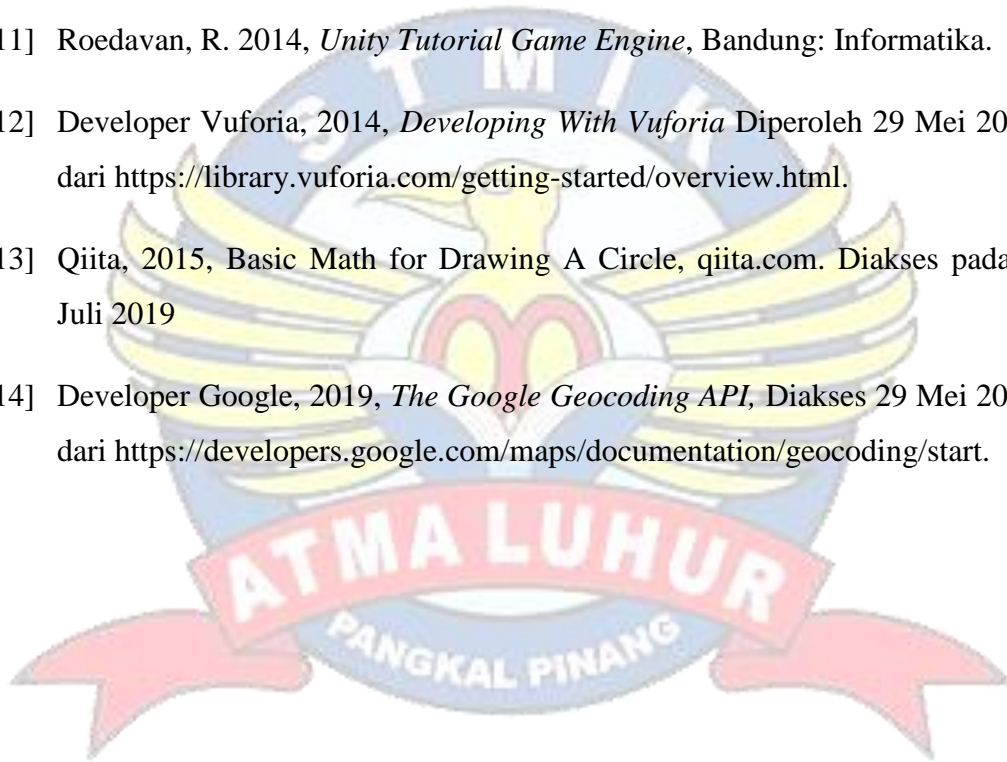 11] Roedavan, R. 2014, Unity Tutorial Game Engine, Bandung: Informatika.
12] Developer Vuforia, 2014, Developing With Vuforia Diperoleh 29 Mei 20
dari https://library.vuforia.com/getting-started/overview.html.
13] Qiita, 2015, Basic Math for Drawing A Circle, qiita.com. Diakses pada
Juli 2019
14] Developer Google, 2019, The Google Geocoding API, Diakses 29 Mei 20
dari https://developers.google.com/maps/documentation/geocoding/start.
STMIK
ATMA LUHUR
PANGKAL PINANG